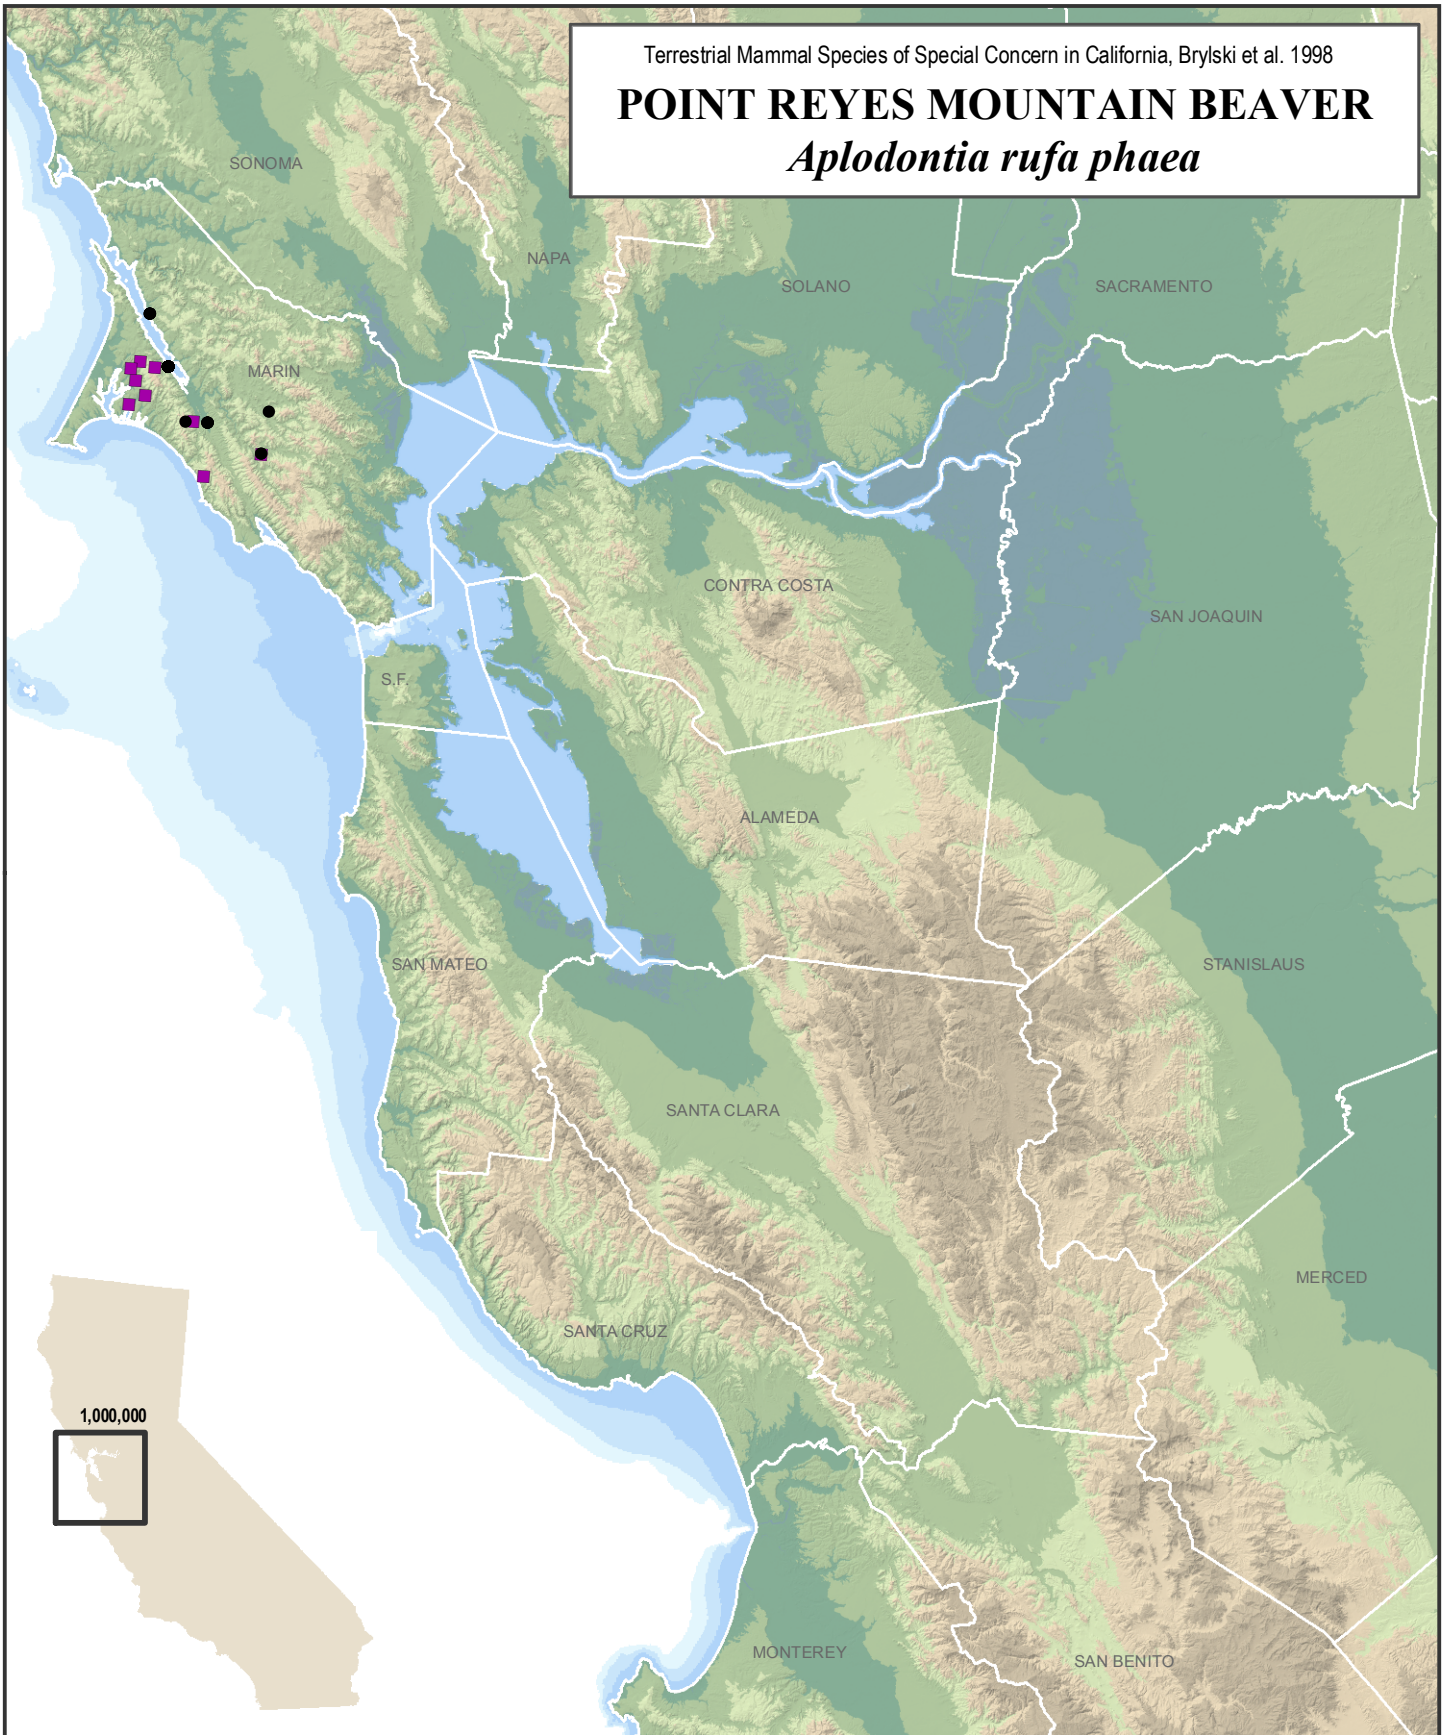 Terrestrial Mammal Species of Special Concern in California, Brylski et al. 1998
POINT REYES MOUNTAIN BEAVER
Aplodontia rufa phaea
SONOMA
NAPA
SOLANO
SACRAMENTO
MARIN
CONTRA COSTA
SAN JOAQUIN
S.F.
ALAMEDA
SAN MATEO
STANISLAUS
SANTA CLARA
MERCED
SANTA CRUZ
1,000,000
MONTEREY
SAN BENITO